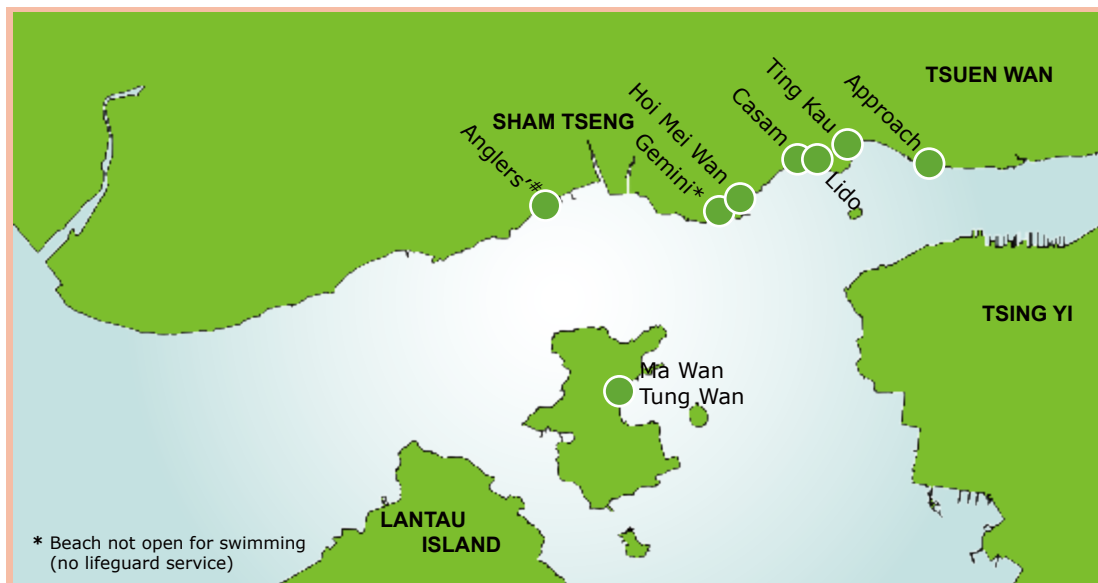 TSUEN WAN
Approach
Ting Kau
Casam
Lido
Hoi Mei Wan
Gemini*
SHAM TSENG
Anglers'#
TSING YI
Ma Wan
Tung Wan
LANTAU
ISLAND
* Beach not open for swimming
(no lifeguard service)